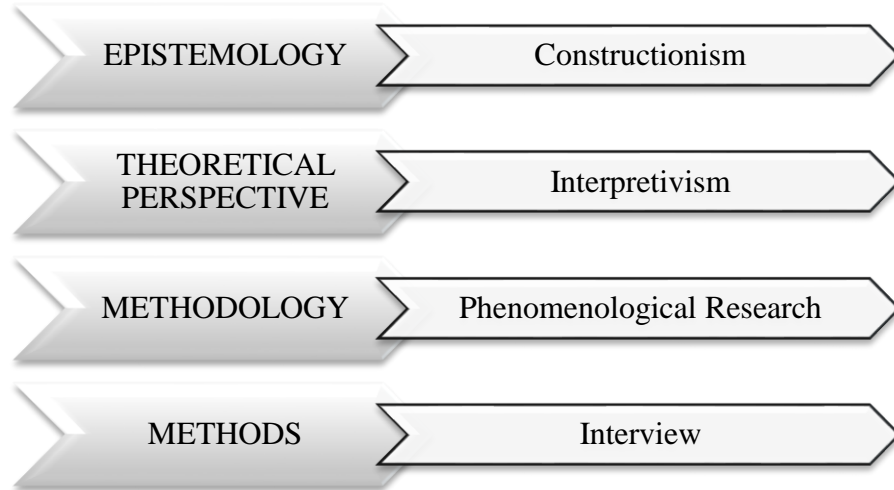 EPISTEMOLOGY
Constructionism
THEORETICAL
PERSPECTIVE
Interpretivism
METHODOLOGY
Phenomenological Research
METHODS
Interview